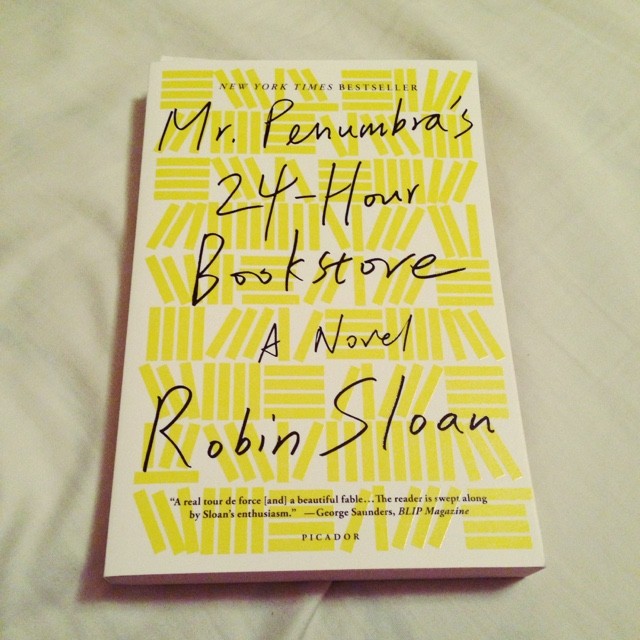 NEW YORK TIMES BESTSELLER
Mr. Penumbra's
24-Hour
Bookstore
A Novel
Robin Sloan
“A real tour de force [and] a beautiful fable…The reader is swept along
by Sloan's enthusiasm.” —George Saunders, BLIP Magazine
PICADOR